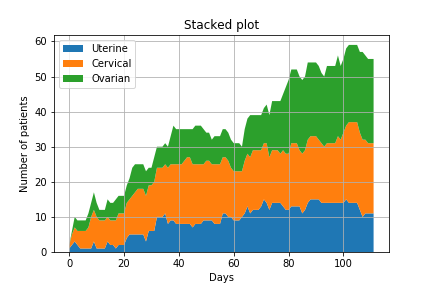 Stacked plot
Uterine
Cervical
Ovarian
60
50
40
30
20
10
0
Number of patients
0 20 40 60 80 100
Days